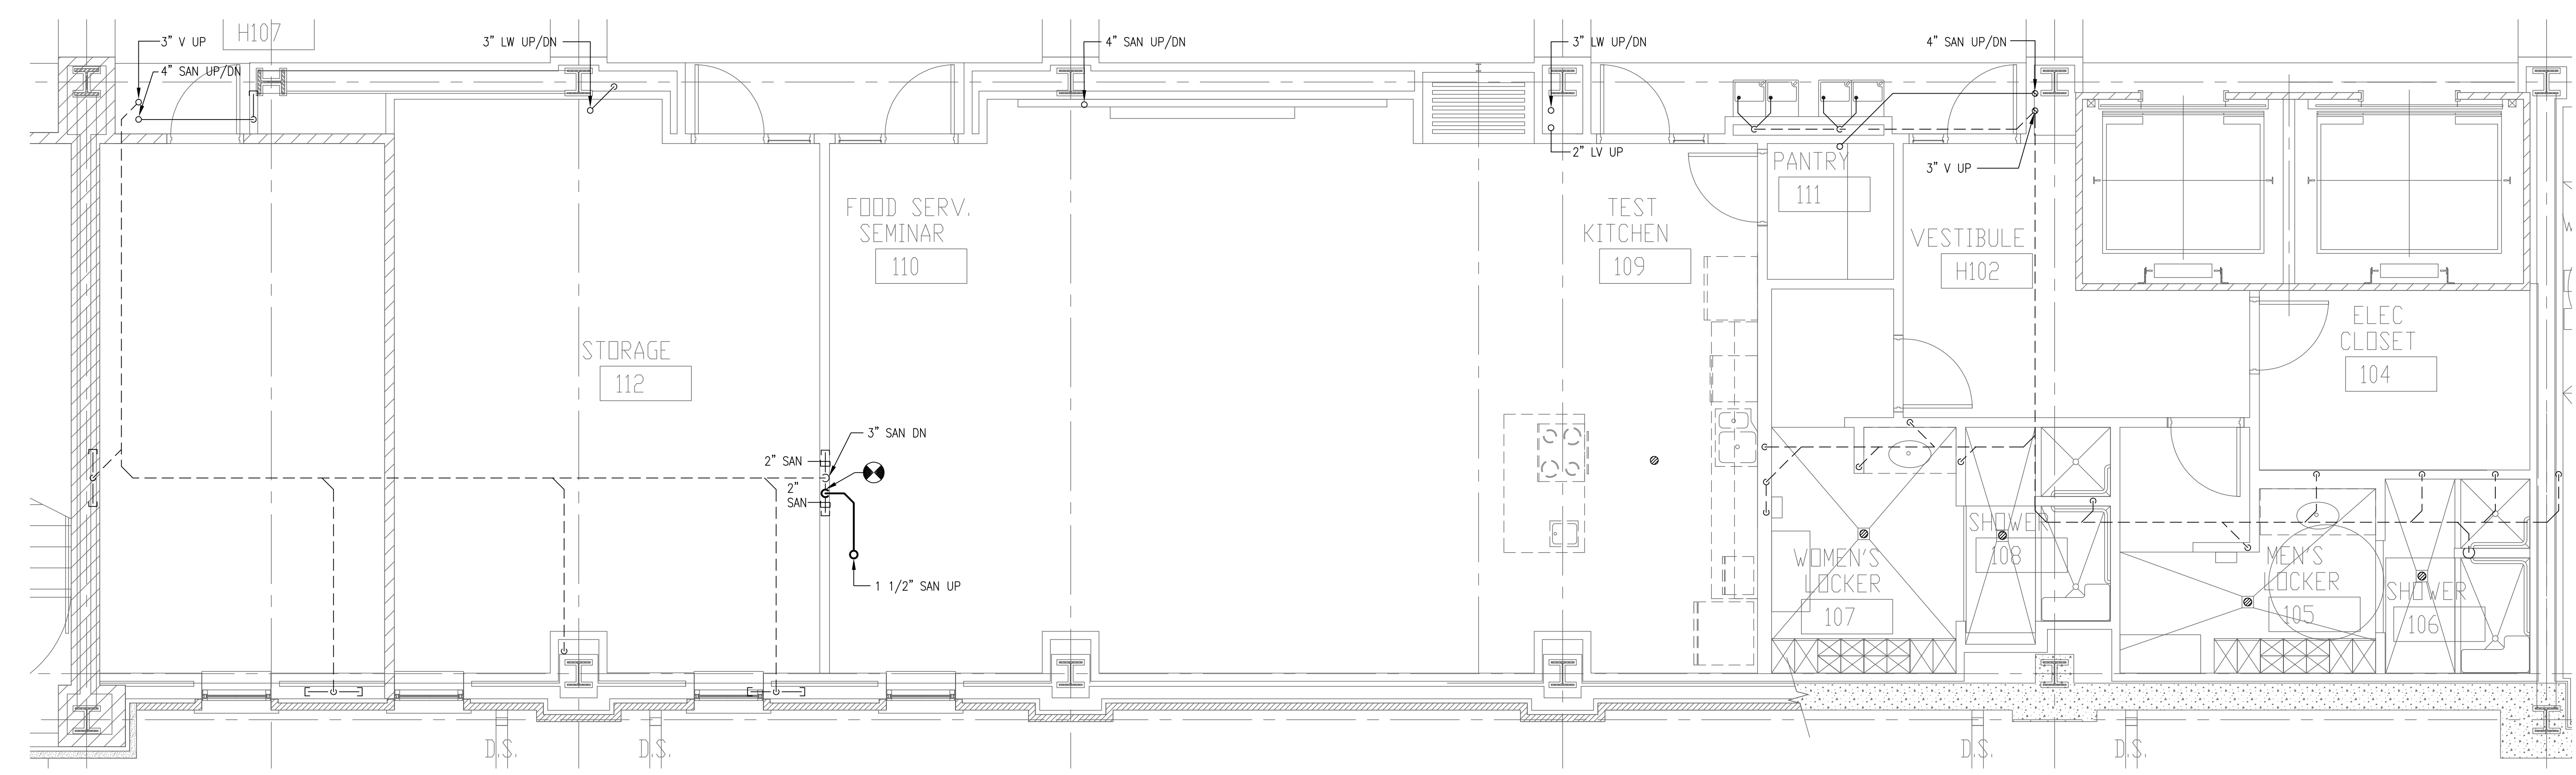 H107
3" V UP
4" SAN UP/DN
3" LW UP/DN
4" SAN UP/DN
3" LW UP/DN
2" LV UP
4" SAN UP/DN
3" V UP
PANTRY
111
FOOD SERV.
SEMINAR
110
TEST
KITCHEN
109
VESTIBULE
H102
ELEC
CLOSET
104
STORAGE
112
3" SAN DN
2" SAN
2"
SAN
1 1/2" SAN UP
WOMEN'S
LOCKER
107
SHOWER
108
MEN'S
LOCKER
105
SHOWER
106
D.S.
D.S.
D.S.
D.S.